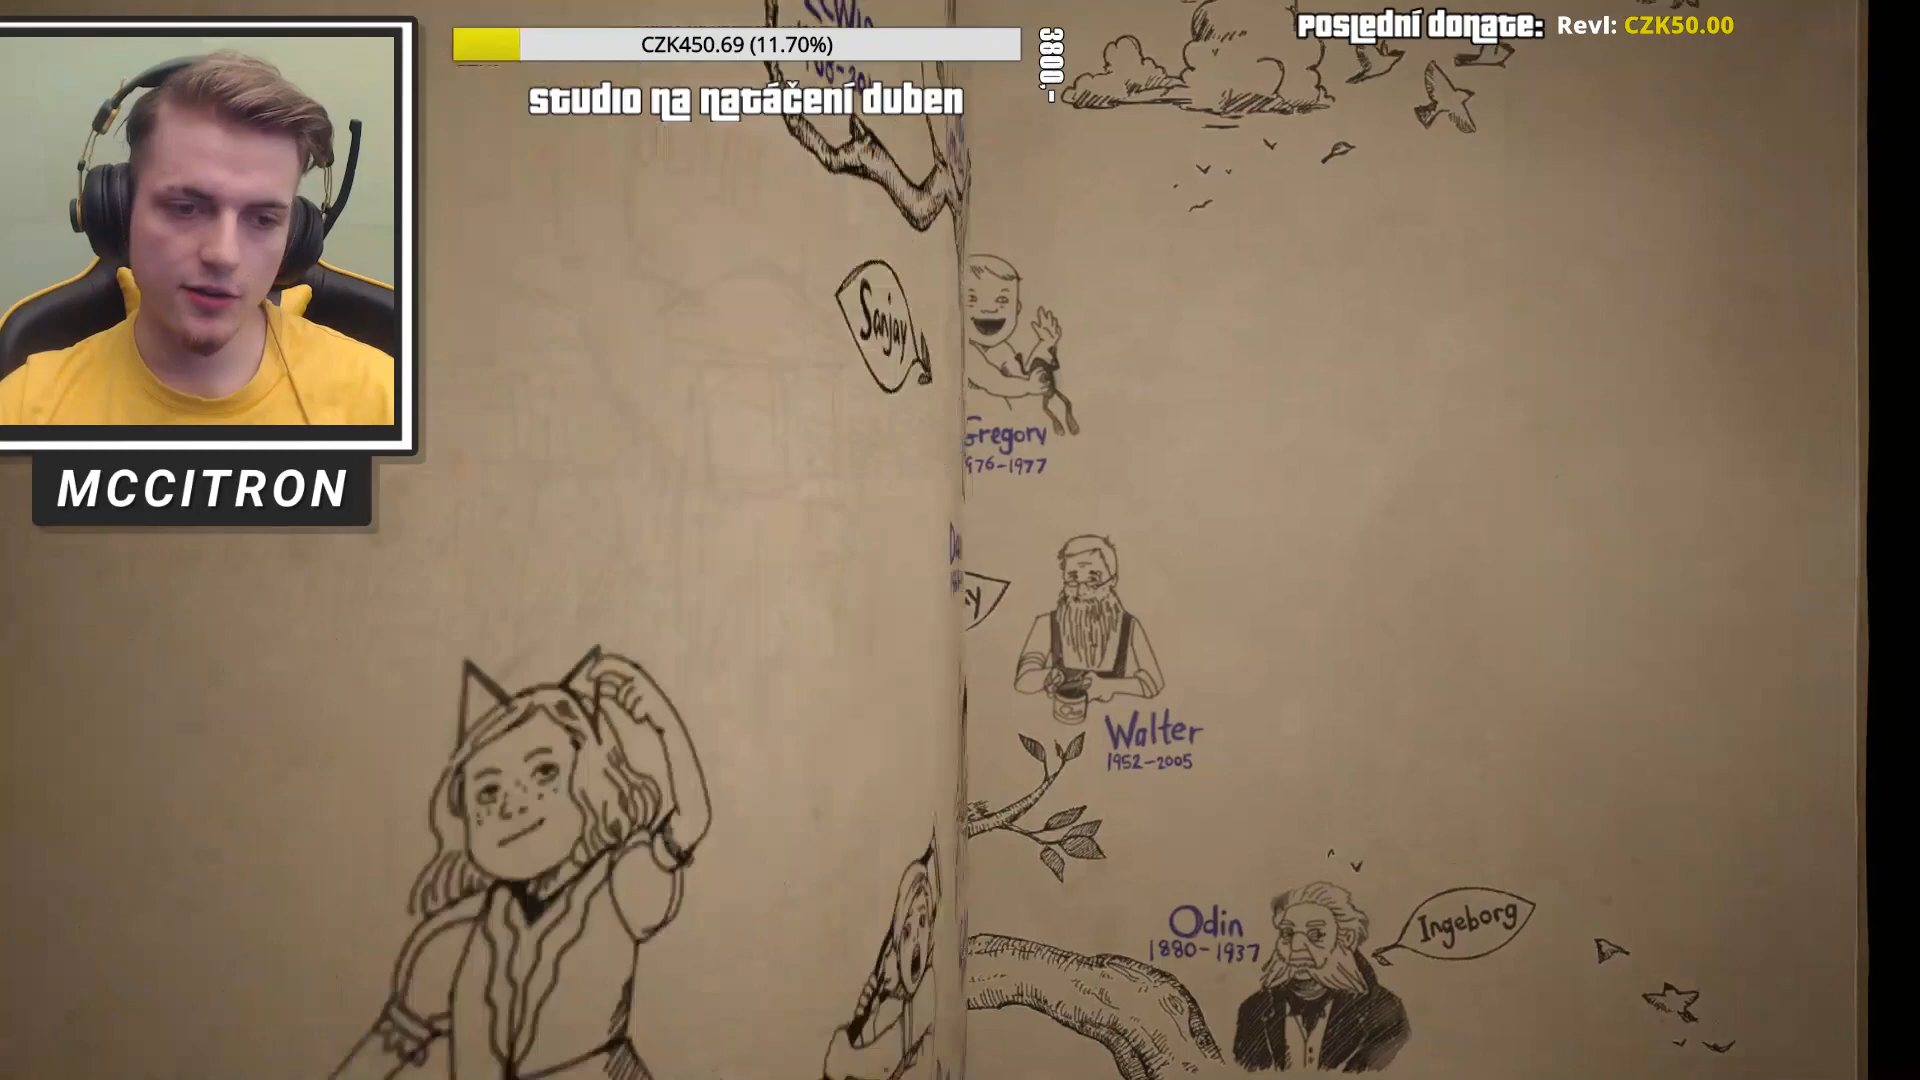 CZK450.69 (11.70%)
3800,-
studio na natáčení duben
Poslední donate: Revl: CZK50.00
MCCITRON
Sanjay
Gregory
1976-1977
Walter
1952-2005
Odin
1880-1937
Ingeborg